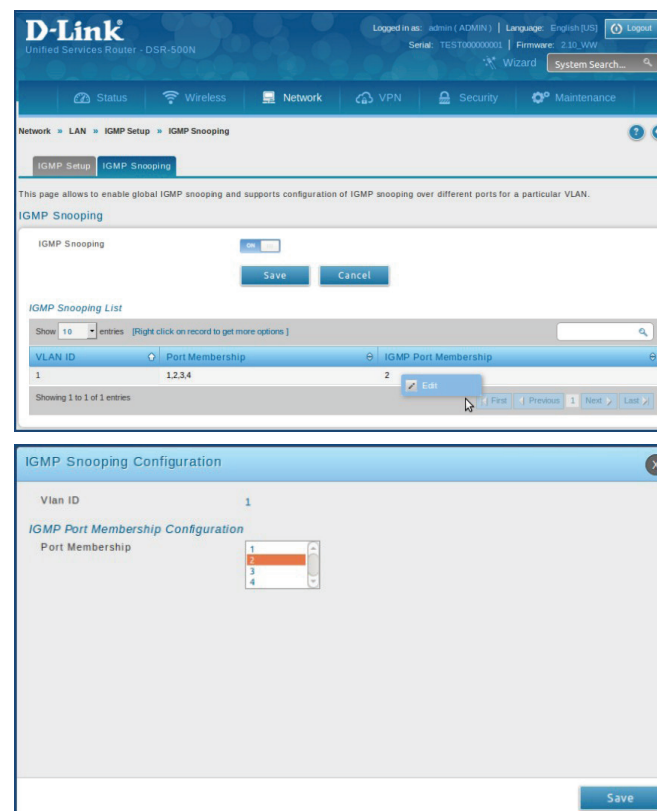 D-Link
Unified Services Router - DSR-500N
Logged in as: admin ( ADMIN ) | Language: English [US] Logout
Serial: TEST000000001 | Firmware: 2.10_WW
Wizard System Search...
Status Wireless Network VPN Security Maintenance
Network » LAN » IGMP Setup » IGMP Snooping
IGMP Setup IGMP Snooping
This page allows to enable global IGMP snooping and supports configuration of IGMP snooping over different ports for a particular VLAN.
IGMP Snooping
IGMP Snooping ON
Save Cancel
IGMP Snooping List
Show 10 entries [Right click on record to get more options ]
VLAN ID Port Membership IGMP Port Membership
1 1,2,3,4 2
Edit
Showing 1 to 1 of 1 entries First Previous 1 Next Last
IGMP Snooping Configuration
Vlan ID 1
IGMP Port Membership Configuration
Port Membership 1
2
3
4
Save